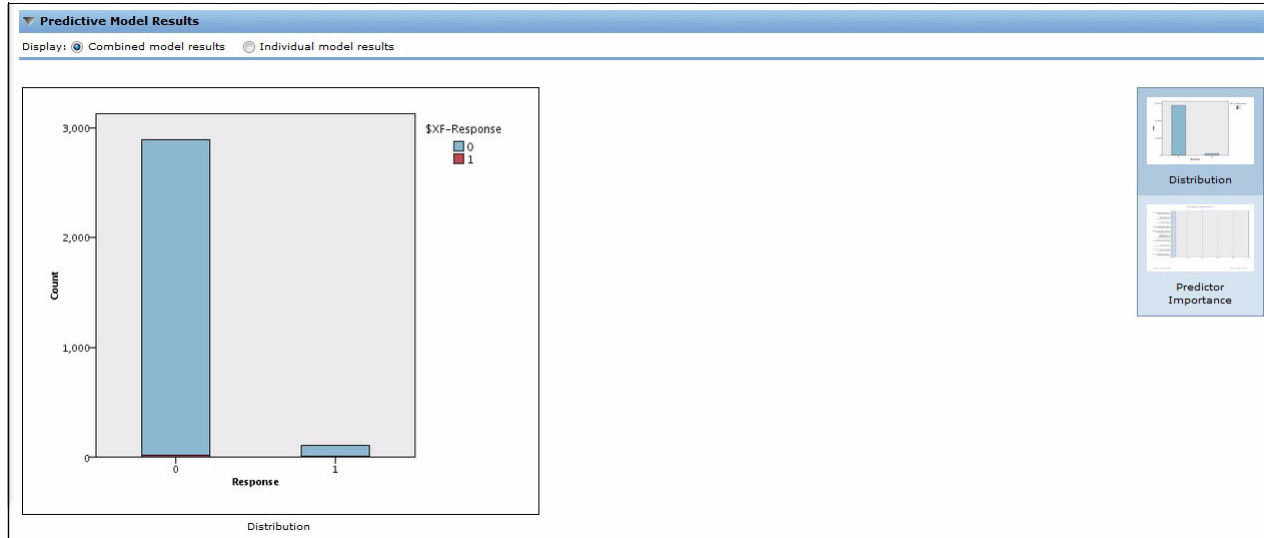 Predictive Model Results
Display: Combined model results Individual model results
3,000
2,000
1,000
0
Count
0 1
Response
$XF-Response
0
1
Distribution
Distribution
Predictor
Importance